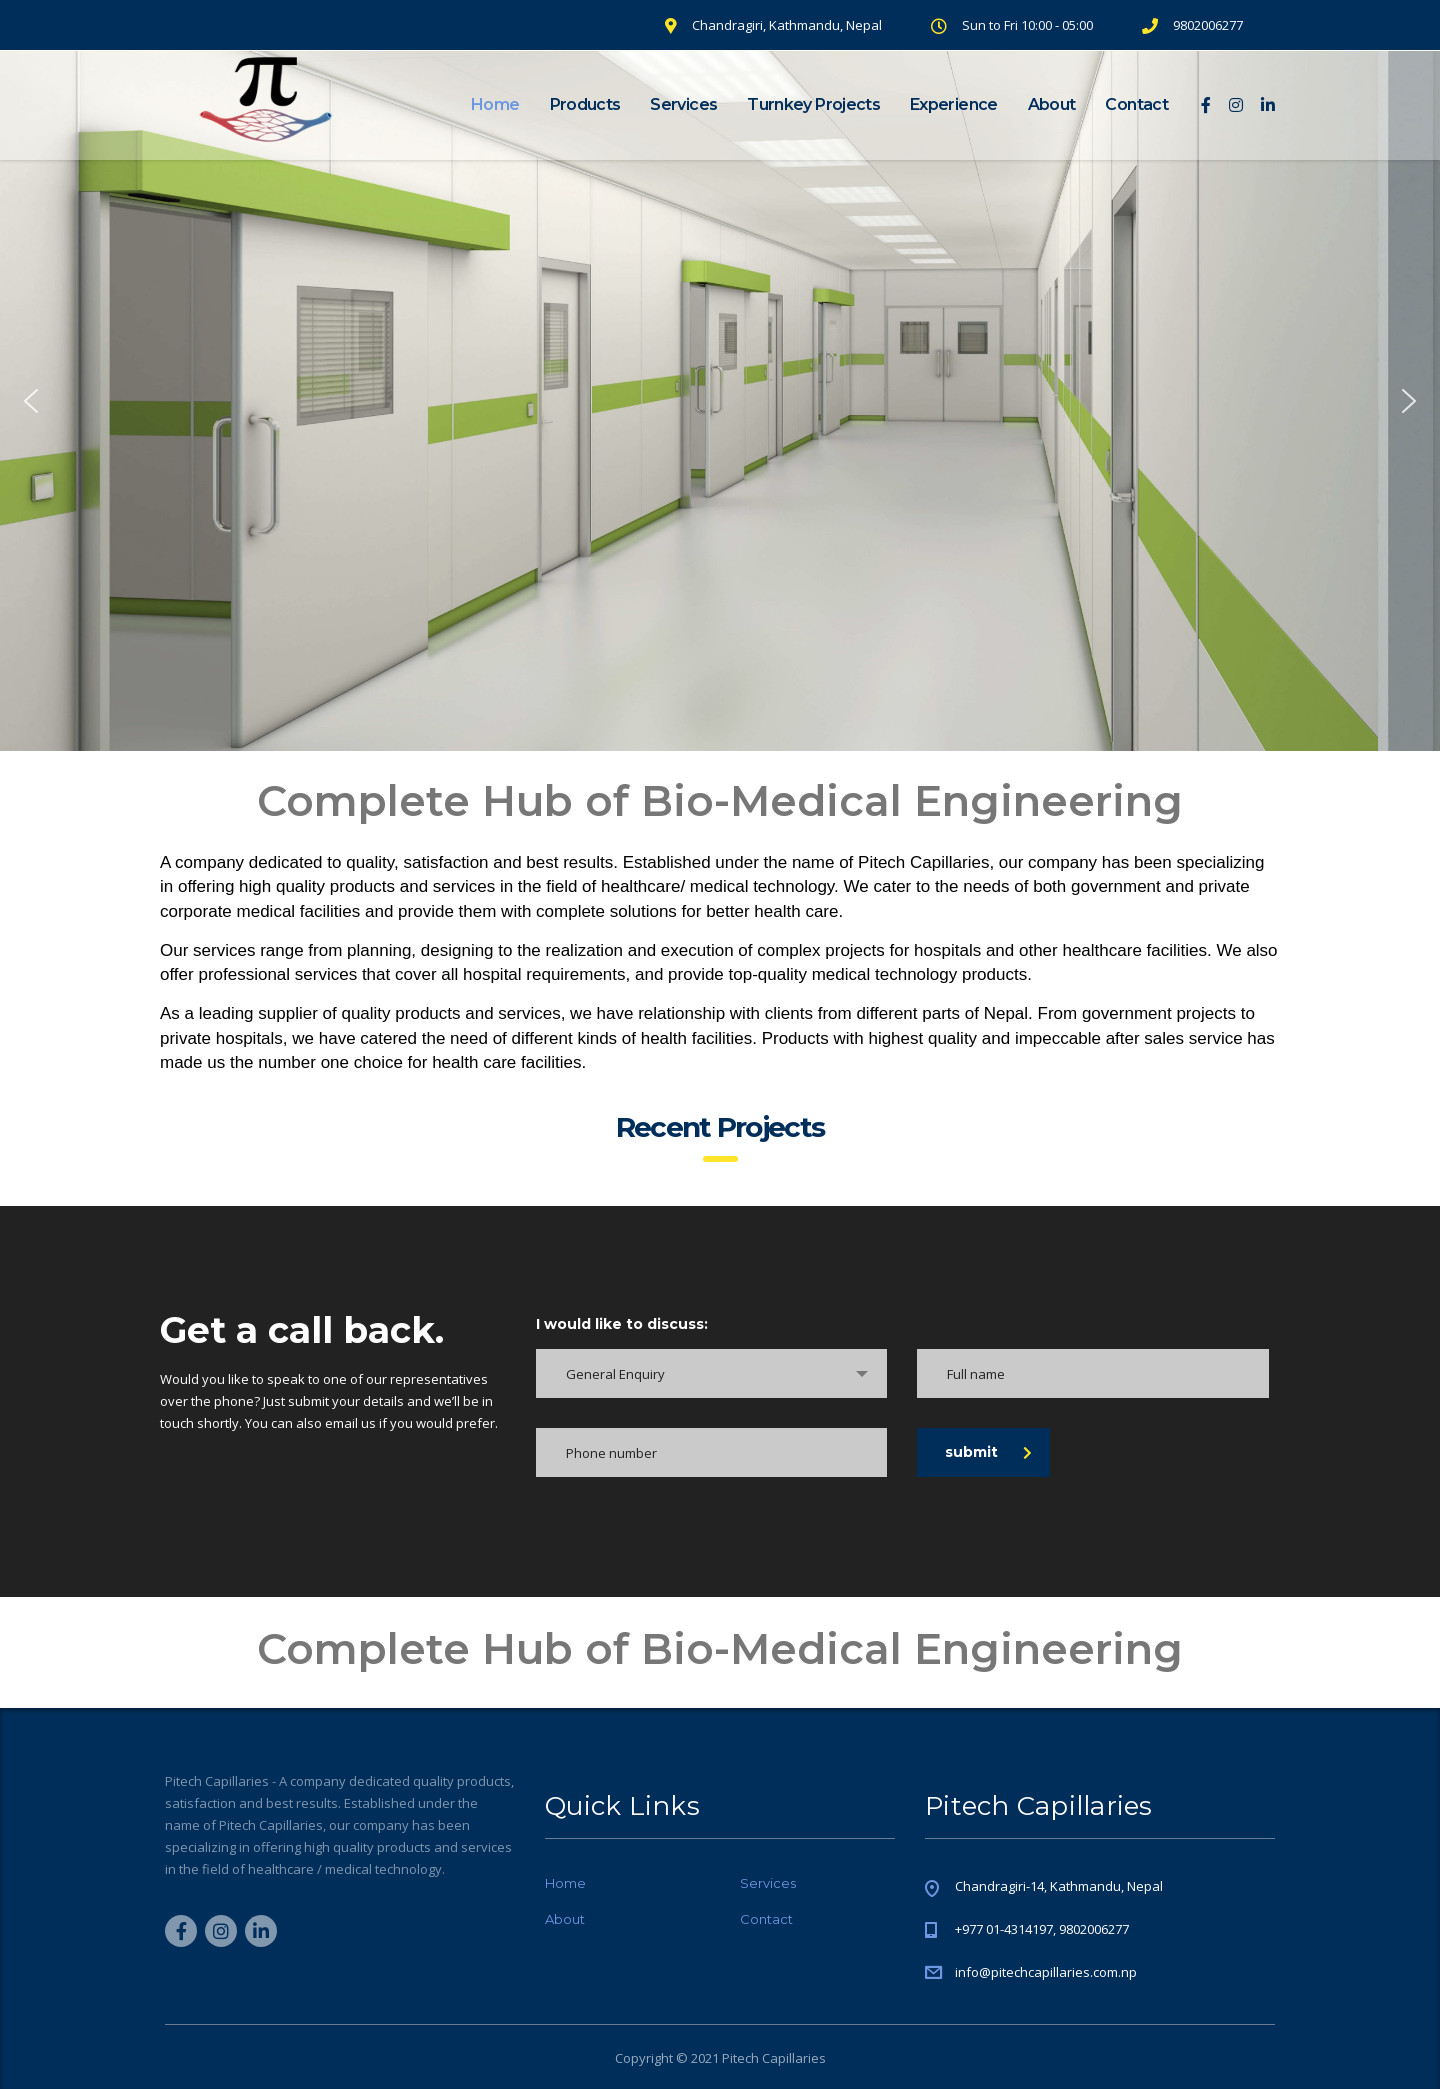 Chandragiri, Kathmandu, Nepal
Sun to Fri 10:00 - 05:00
9802006277
π
Home
Products
Services
Turnkey Projects
Experience
About
Contact
Complete Hub of Bio-Medical Engineering
A company dedicated to quality, satisfaction and best results. Established under the name of Pitech Capillaries, our company has been specializing
in offering high quality products and services in the field of healthcare/ medical technology. We cater to the needs of both government and private
corporate medical facilities and provide them with complete solutions for better health care.
Our services range from planning, designing to the realization and execution of complex projects for hospitals and other healthcare facilities. We also
offer professional services that cover all hospital requirements, and provide top-quality medical technology products.
As a leading supplier of quality products and services, we have relationship with clients from different parts of Nepal. From government projects to
private hospitals, we have catered the need of different kinds of health facilities. Products with highest quality and impeccable after sales service has
made us the number one choice for health care facilities.
Recent Projects
Get a call back.
Would you like to speak to one of our representatives
over the phone? Just submit your details and we’ll be in
touch shortly. You can also email us if you would prefer.
I would like to discuss:
General Enquiry
Full name
Phone number
submit
Complete Hub of Bio-Medical Engineering
Pitech Capillaries - A company dedicated quality products,
satisfaction and best results. Established under the
name of Pitech Capillaries, our company has been
specializing in offering high quality products and services
in the field of healthcare / medical technology.
Quick Links
Home
Services
About
Contact
Pitech Capillaries
Chandragiri-14, Kathmandu, Nepal
+977 01-4314197, 9802006277
info@pitechcapillaries.com.np
Copyright © 2021 Pitech Capillaries